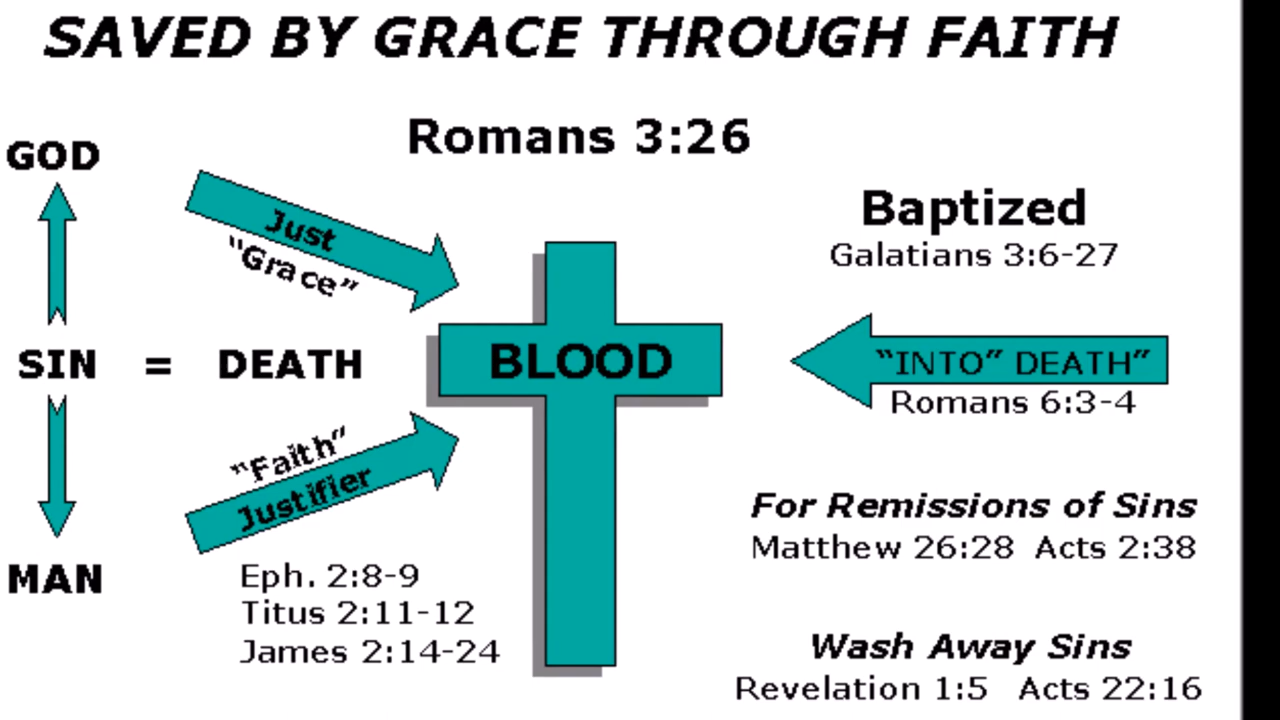 SAVED BY GRACE THROUGH FAITH
Romans 3:26
GOD
Just
“Grace”
Baptized
Galatians 3:6-27
SIN = DEATH
BLOOD
“INTO” DEATH”
Romans 6:3-4
“Faith”
Justifier
MAN
Eph. 2:8-9
Titus 2:11-12
James 2:14-24
For Remissions of Sins
Matthew 26:28 Acts 2:38
Wash Away Sins
Revelation 1:5 Acts 22:16